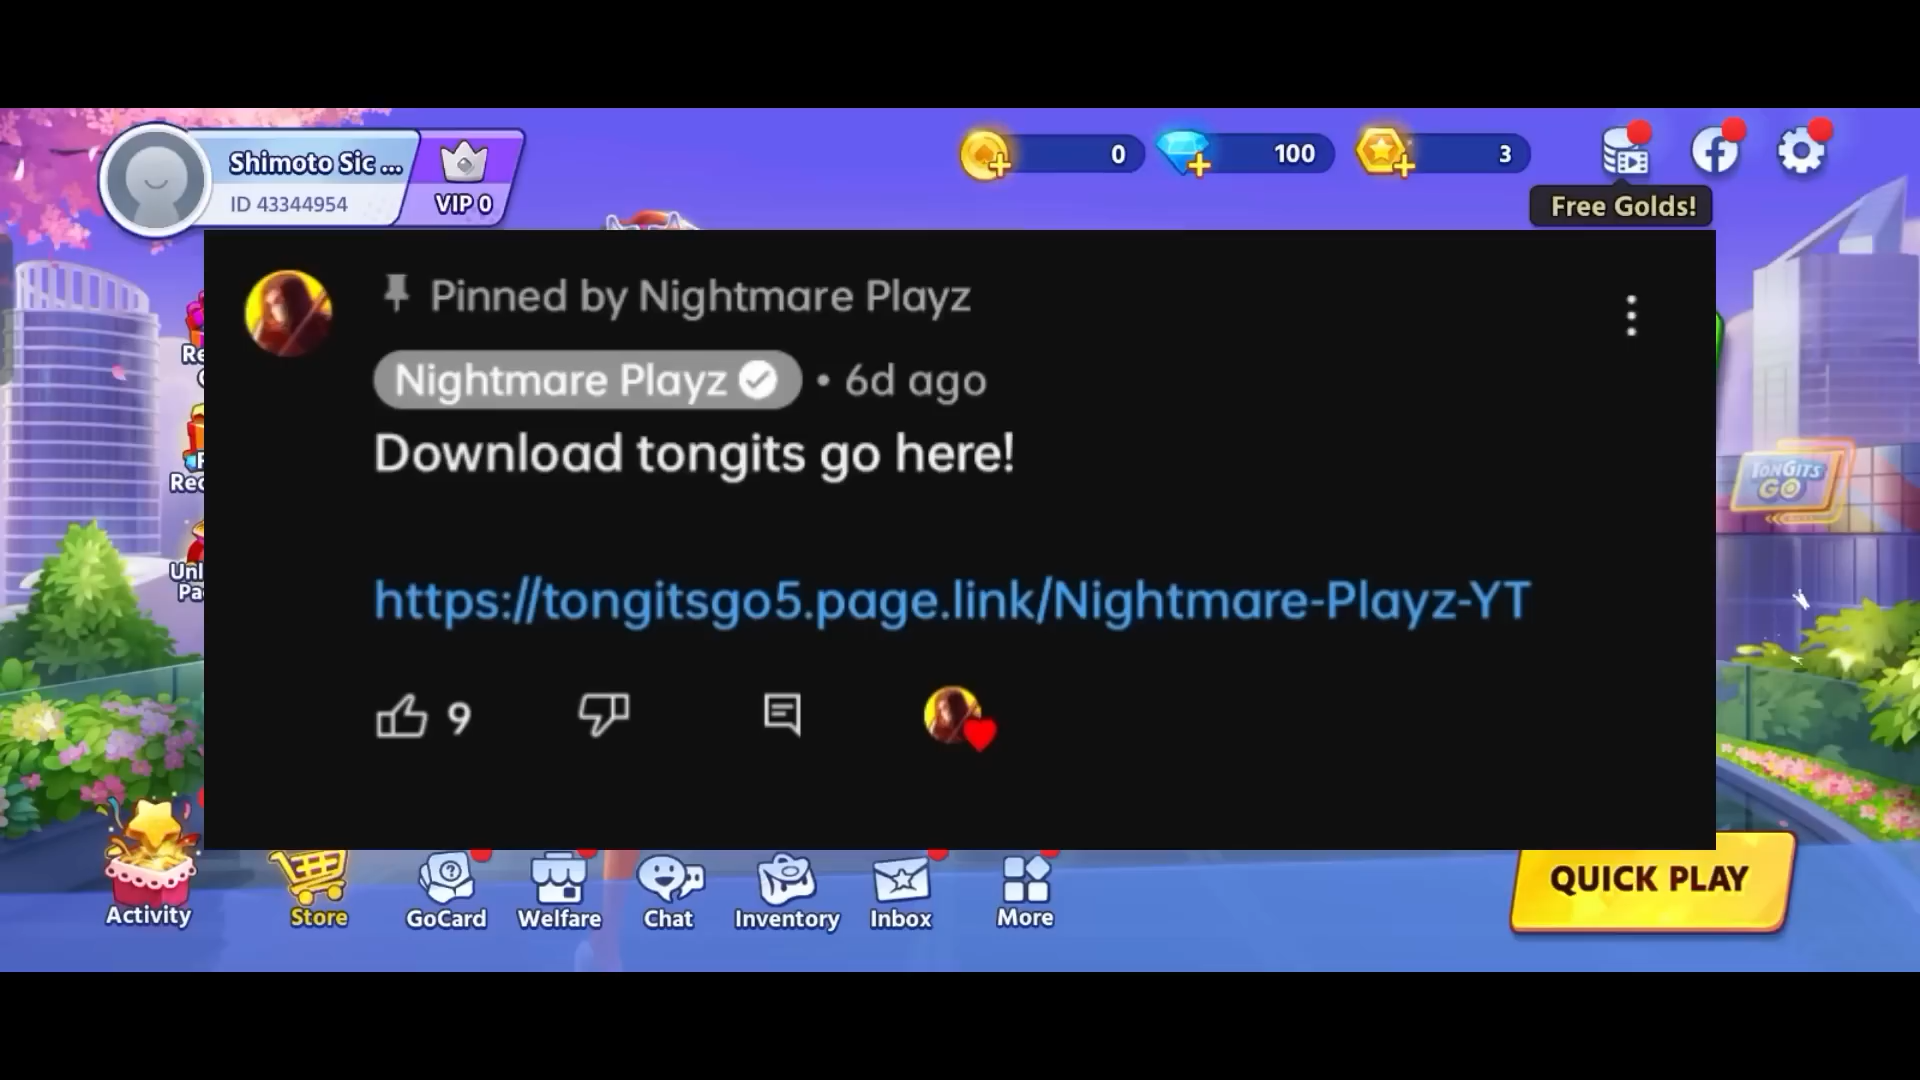 Shimoto Sic ...
ID 43344954
VIP 0
0
100
3
Free Golds!
Pinned by Nightmare Playz
Nightmare Playz • 6d ago
Download tongits go here!
https://tongitsgo5.page.link/Nightmare-Playz-YT
9
TONGITS
GO
Activity
Store
GoCard
Welfare
Chat
Inventory
Inbox
More
QUICK PLAY